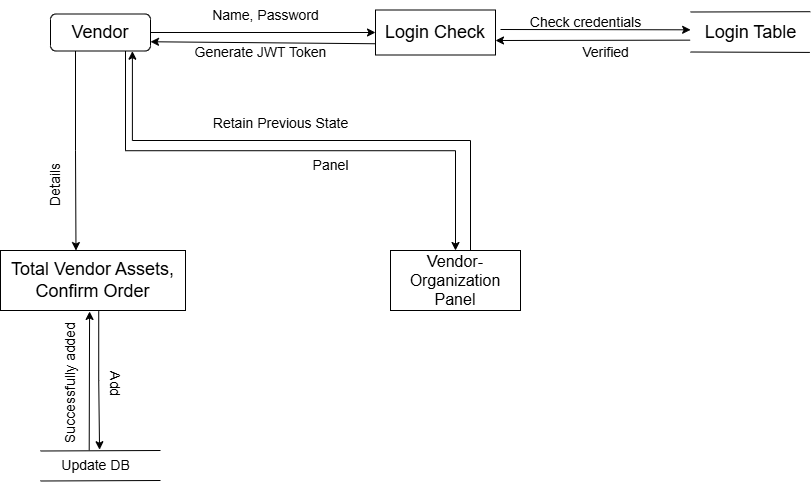 Name, Password
Vendor
Login Check
Check credentials
Login Table
Generate JWT Token
Verified
Retain Previous State
Panel
Details
Total Vendor Assets,
Confirm Order
Vendor-
Organization
Panel
Successfully added
Add
Update DB